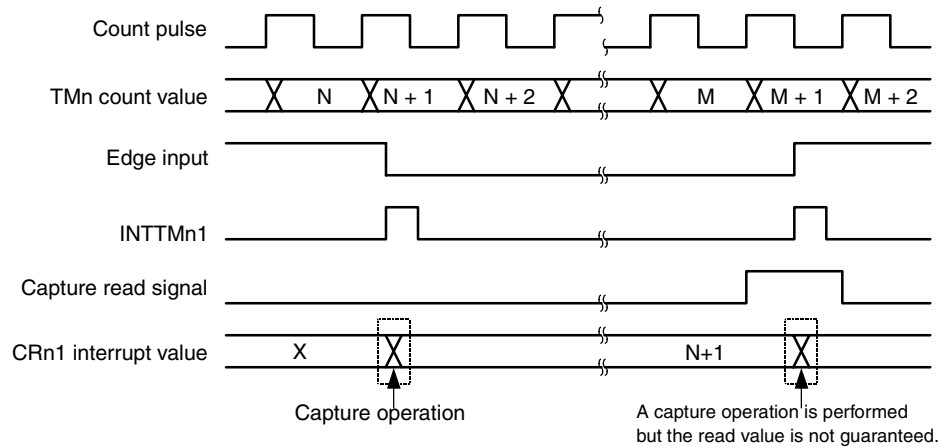 Count pulse
TMn count value
N
N + 1
N + 2
M
M + 1
M + 2
Edge input
INTTMn1
Capture read signal
CRn1 interrupt value
X
N+1
Capture operation
A capture operation is performed
but the read value is not guaranteed.